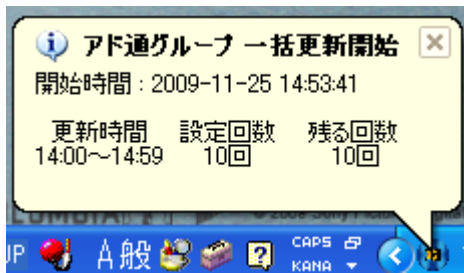 アド通グループ 一括更新開始
開始時間 : 2009-11-25 14:53:41
更新時間 設定回数 残る回数
14:00～14:59 10回 10回
UP A 般 CAPS
KANA